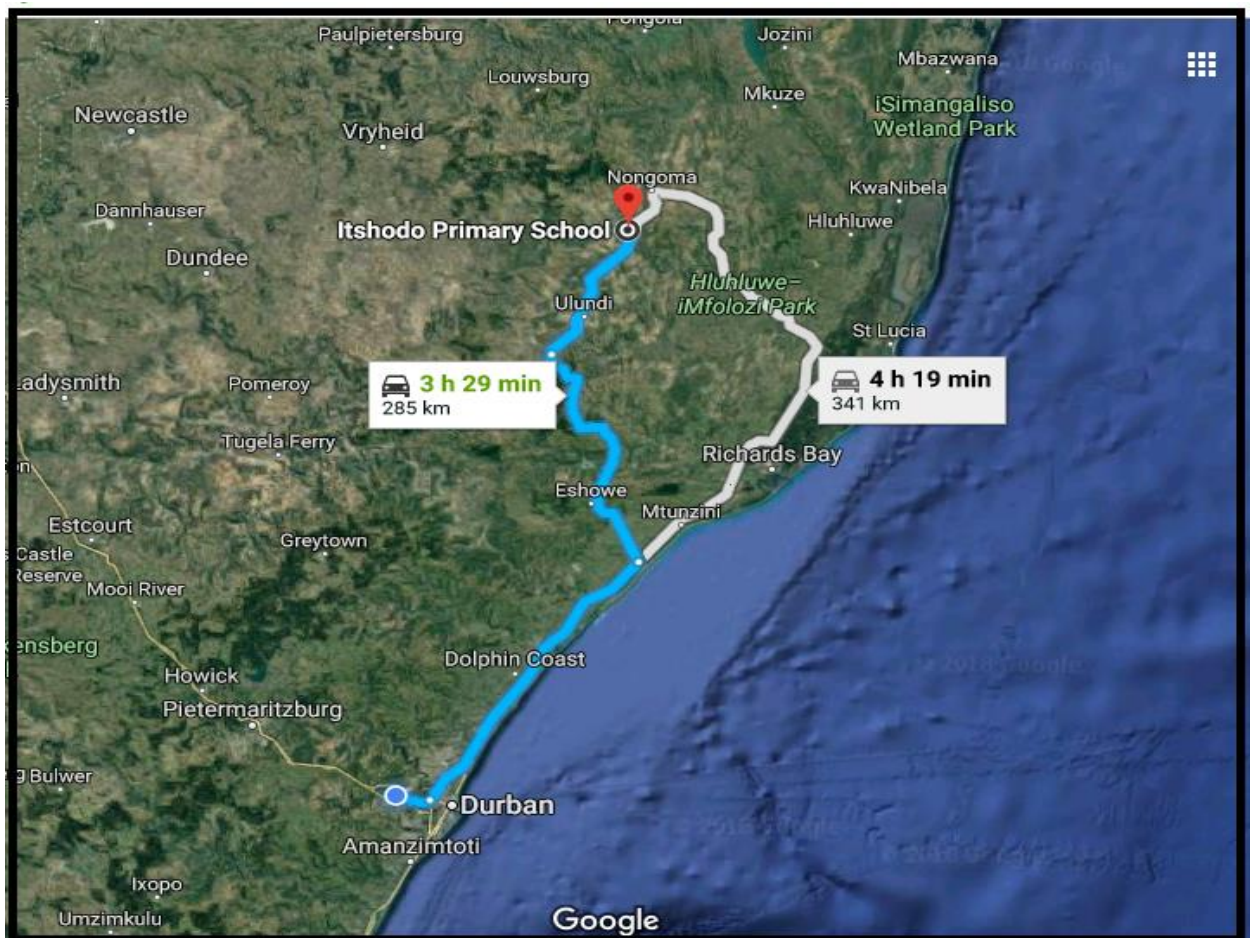 Pongola
Paulpietersburg
Jozini
Mbazwana
Louwsburg
Mkuze
iSimangaliso
Wetland Park
Newcastle
Vryheid
Nongoma
KwaNibela
Dannhauser
Hluhluwe
Itshodo Primary School
Dundee
Hluhluwe–
iMfolozi Park
Ulundi
St Lucia
Ladysmith
Pomeroy
3 h 29 min
285 km
4 h 19 min
341 km
Tugela Ferry
Richards Bay
Eshowe
Mtunzini
Estcourt
Greytown
Castle
Reserve
Mooi River
ensberg
Dolphin Coast
Howick
© 2018 Google
Pietermaritzburg
g Bulwer
Durban
Amanzimtoti
Ixopo
Umzimkulu
Google